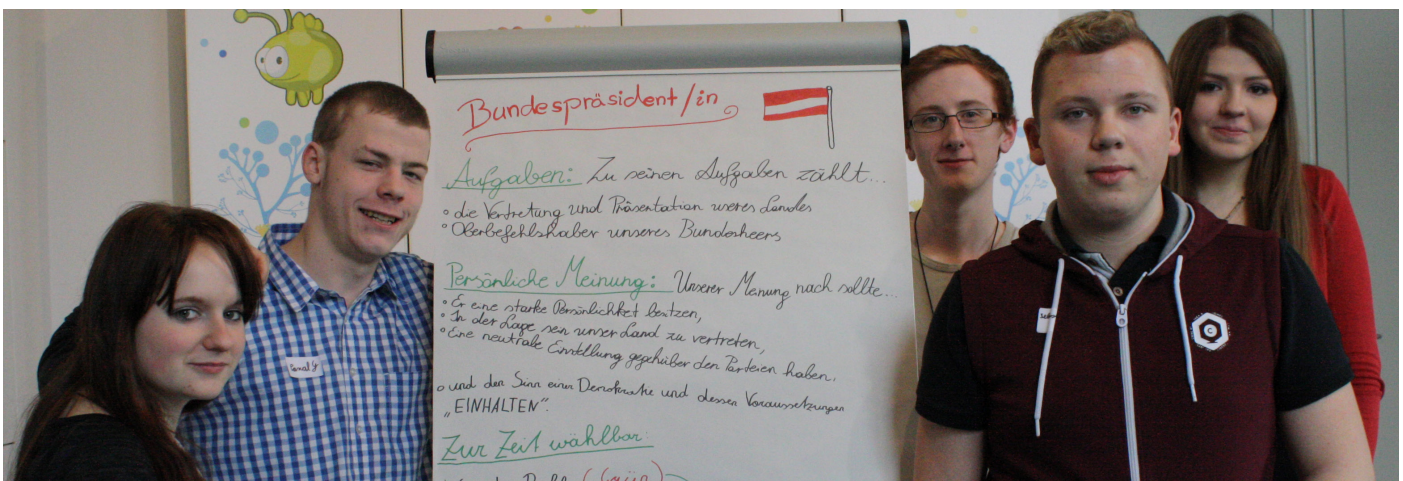 Bundespräsident/in
Aufgaben: Zu seinen Aufgaben zählt...
◦ die Vertretung und Präsentation unseres Landes
◦ Oberbefehlshaber unseres Bundesheers
Persönliche Meinung: Unserer Meinung nach sollte...
◦ Er eine starke Persönlichkeit besitzen,
◦ In der Lage sein unser Land zu vertreten,
◦ Eine neutrale Einstellung gegenüber den Parteien haben.
◦ und den Sinn einer Demokratie und dessen Voraussetzungen
„EINHALTEN".
Zur Zeit wählbar
(Grün)
C